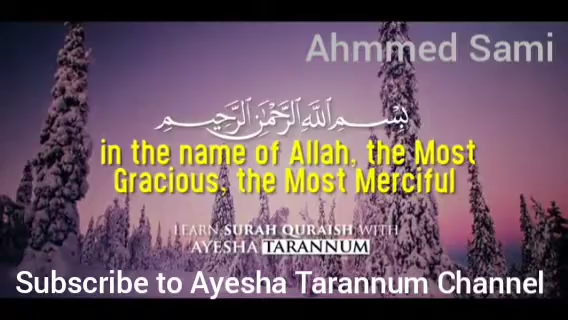 Ahmmed Sami
بِسْمِ اللَّهِ الرَّحْمَٰنِ الرَّحِيمِ
in the name of Allah, the Most
Gracious, the Most Merciful
LEARN SURAH QURAISH WITH
AYESHA TARANNUM
Subscribe to Ayesha Tarannum Channel